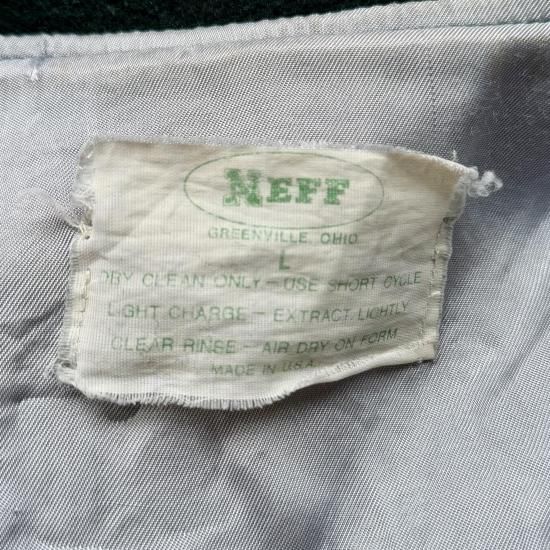 NEFF
GREENVILLE, OHIO
L
DRY CLEAN ONLY – USE SHORT CYCLE
LIGHT CHARGE – EXTRACT LIGHTLY
CLEAR RINSE – AIR DRY ON FORM
MADE IN U.S.A.